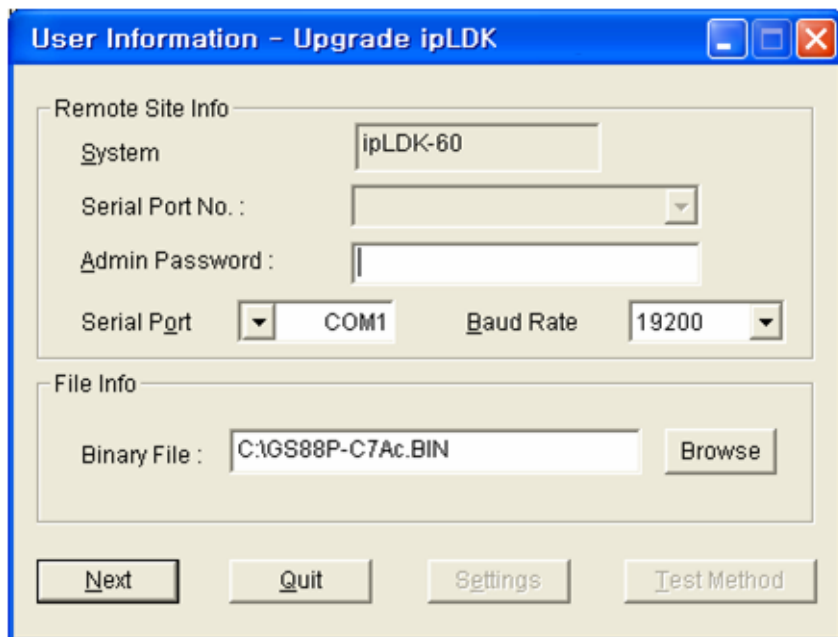 User Information - Upgrade ipLDK
Remote Site Info
System
ipLDK-60
Serial Port No. :
Admin Password :
Serial Port
COM1
Baud Rate
19200
File Info
Binary File :
C:\GS88P-C7Ac.BIN
Browse
Next
Quit
Settings
Test Method